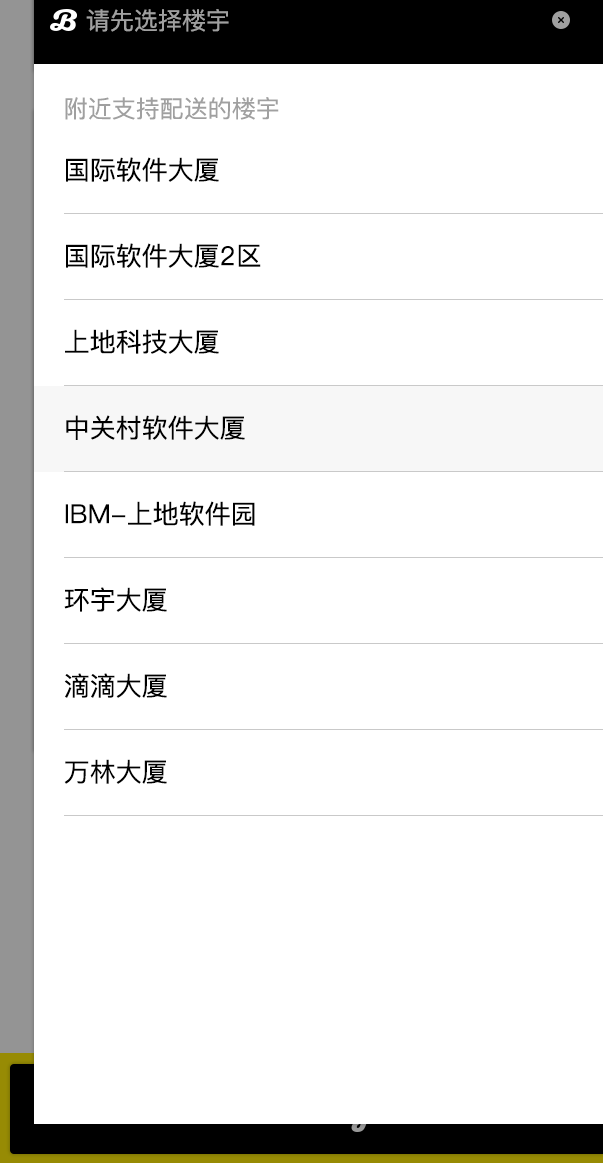 B 请先选择楼宇
附近支持配送的楼宇
国际软件大厦
国际软件大厦2区
上地科技大厦
中关村软件大厦
IBM-上地软件园
环宇大厦
滴滴大厦
万林大厦